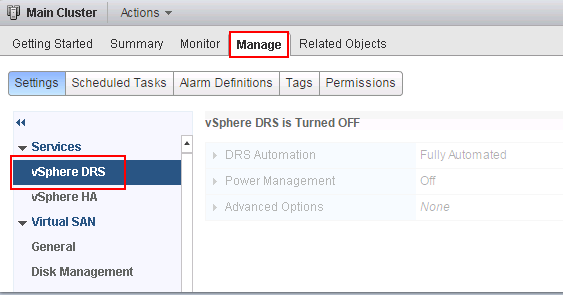 Main Cluster Actions
Getting Started Summary Monitor Manage Related Objects
Settings Scheduled Tasks Alarm Definitions Tags Permissions
Services
vSphere DRS
vSphere HA
Virtual SAN
General
Disk Management
vSphere DRS is Turned OFF
DRS Automation Fully Automated
Power Management Off
Advanced Options None